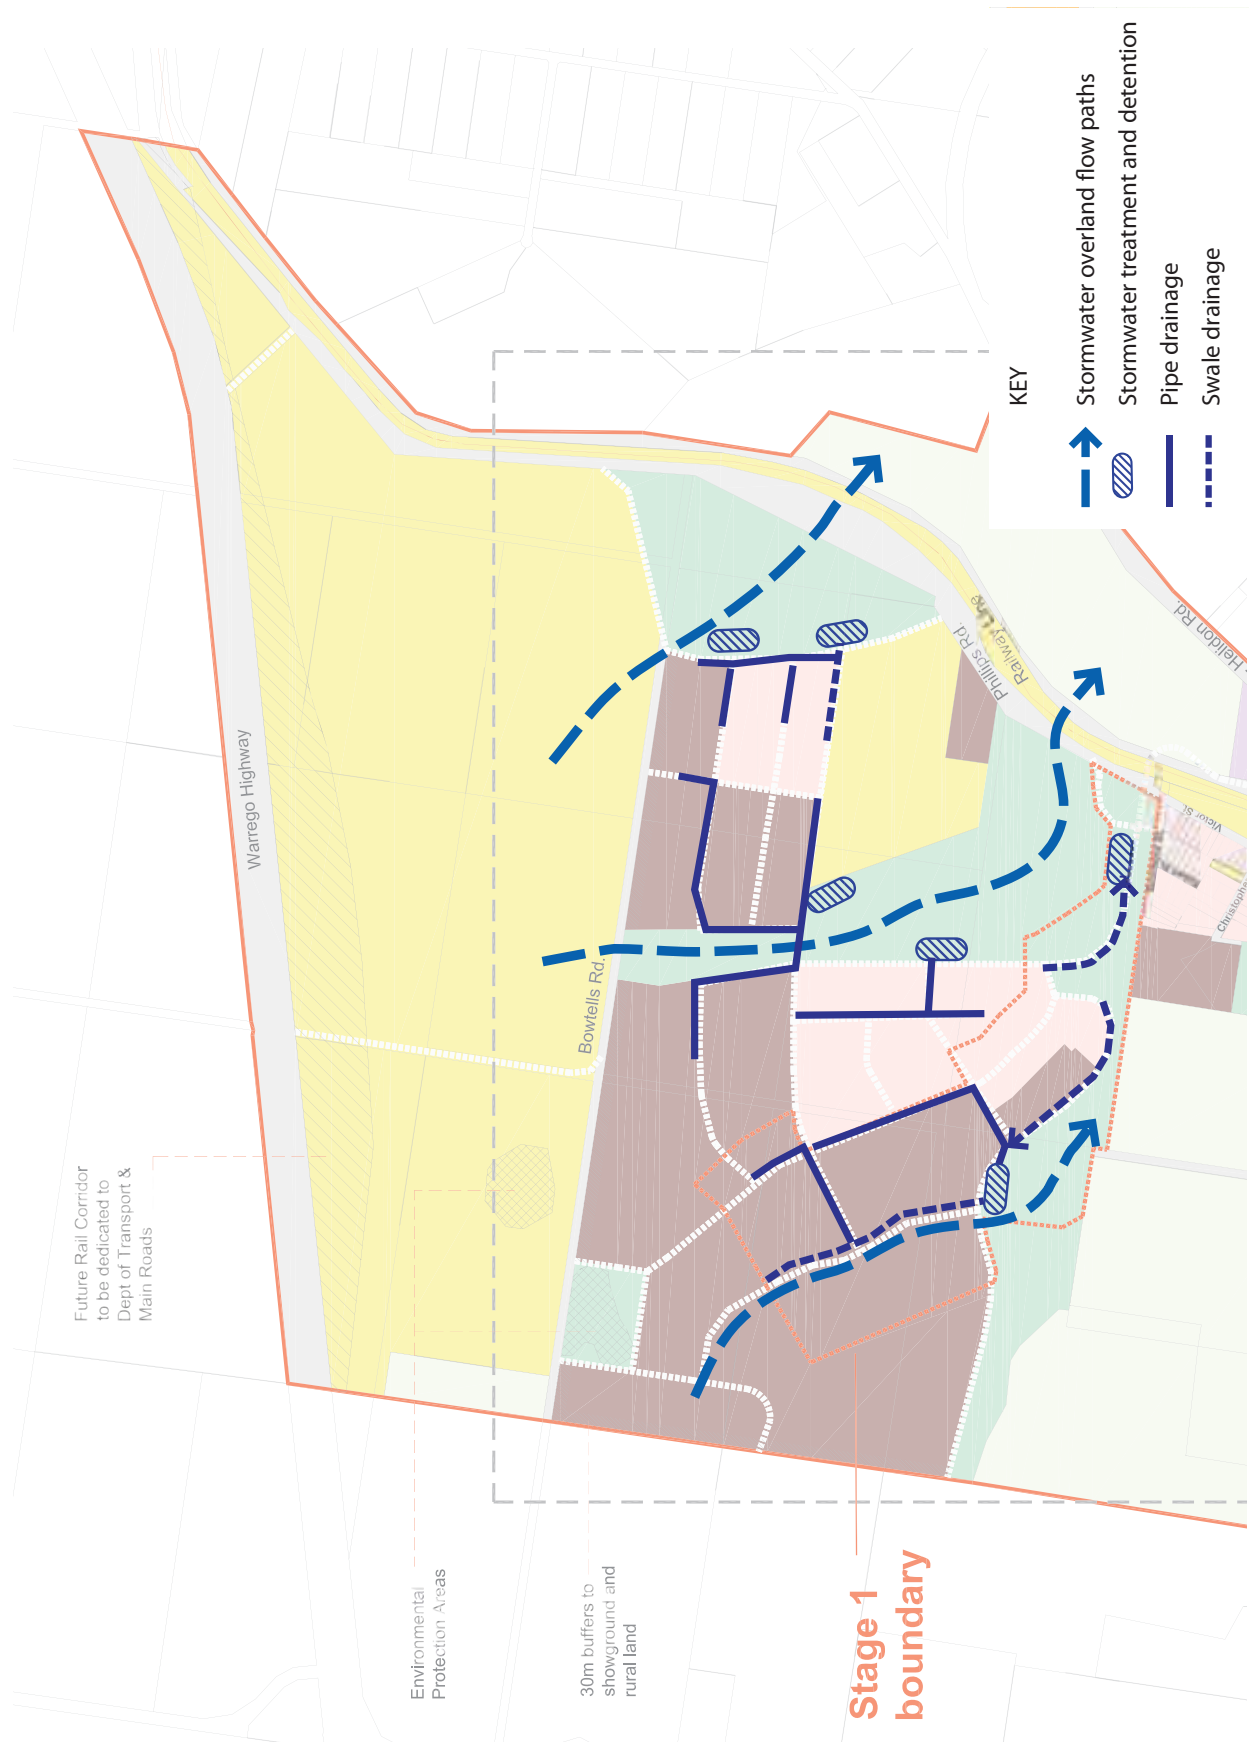 Warrego Highway
Future Rail Corridor
to be dedicated to
Dept of Transport &
Main Roads
Bowtells Rd.
Environmental
Protection Areas
30m buffers to
showground and
rural land
Stage 1
boundary
Phillips Rd.
Railway
Line
Victor St
Christophe
Helidon Rd.
KEY
Stormwater overland flow paths
Stormwater treatment and detention
Pipe drainage
Swale drainage